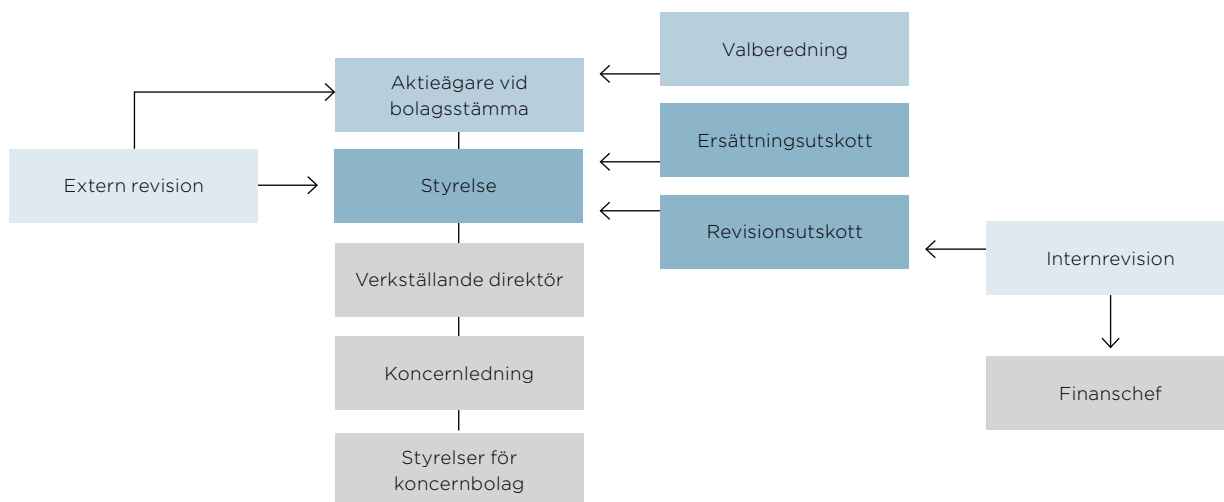 Valberedning
Aktieägare vid
bolagsstämma
Ersättningsutskott
Extern revision
Styrelse
Revisionsutskott
Internrevision
Verkställande direktör
Koncernledning
Finanschef
Styrelser för
koncernbolag